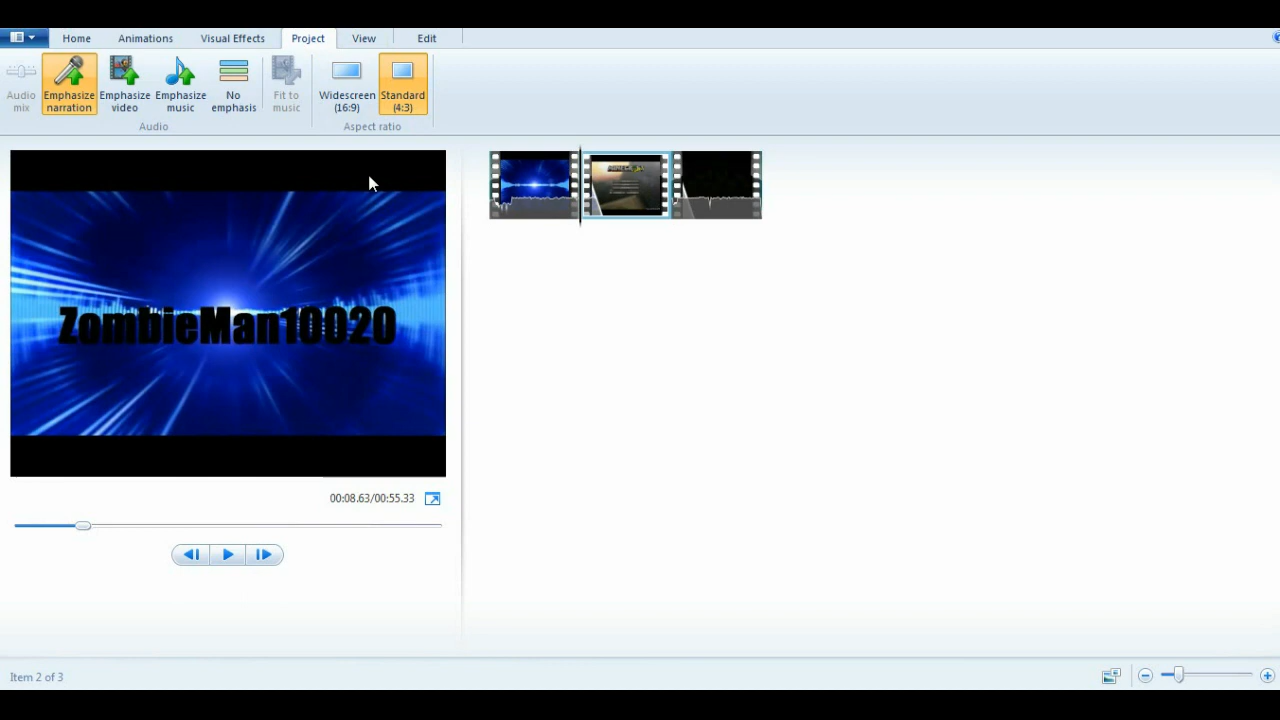 Home Animations Visual Effects Project View Edit
Audio mix
Emphasize narration
Emphasize video
Emphasize music
No emphasis
Fit to music
Widescreen (16:9)
Standard (4:3)
Audio
Aspect ratio
ZombieMan10020
00:08.63/00:55.33
Item 2 of 3